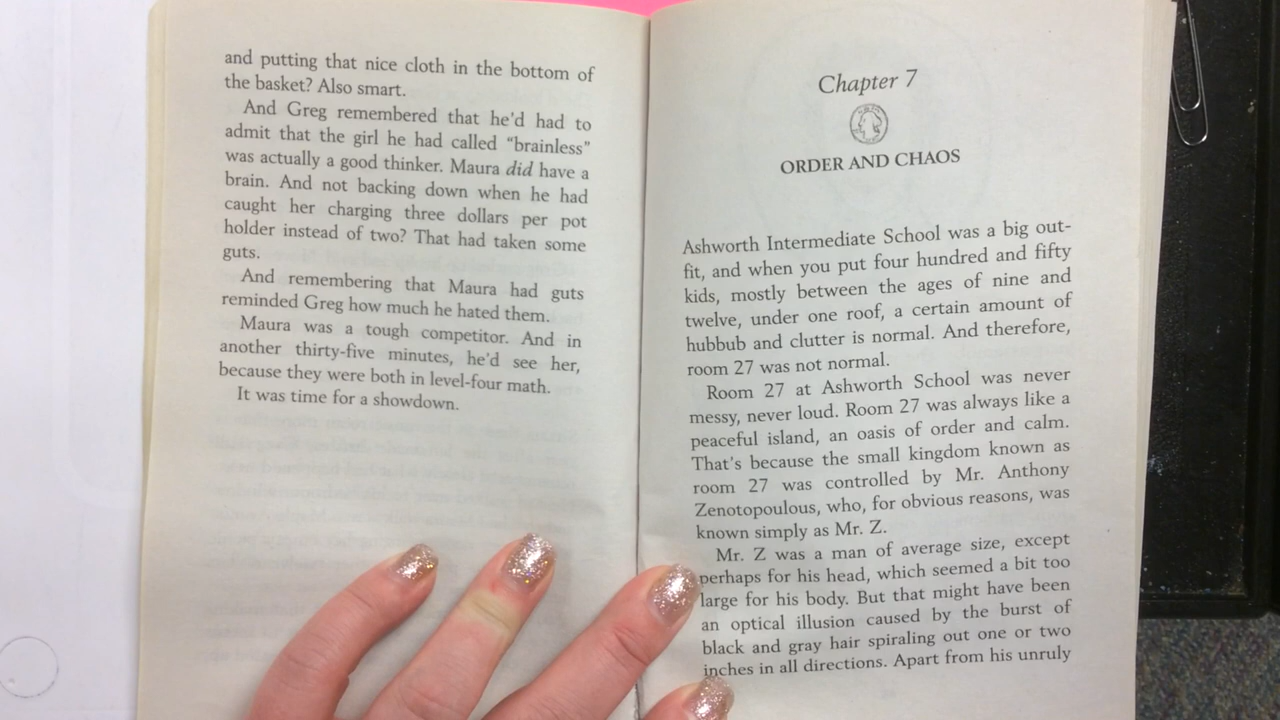 and putting that nice cloth in the bottom of
the basket? Also smart.
And Greg remembered that he’d had to
admit that the girl he had called “brainless”
was actually a good thinker. Maura did have a
brain. And not backing down when he had
caught her charging three dollars per pot
holder instead of two? That had taken some
guts.
And remembering that Maura had guts
reminded Greg how much he hated them.
Maura was a tough competitor. And in
another thirty-five minutes, he’d see her,
because they were both in level-four math.
It was time for a showdown.
Chapter 7
ORDER AND CHAOS
Ashworth Intermediate School was a big out-
fit, and when you put four hundred and fifty
kids, mostly between the ages of nine and
twelve, under one roof, a certain amount of
hubbub and clutter is normal. And therefore,
room 27 was not normal.
Room 27 at Ashworth School was never
messy, never loud. Room 27 was always like a
peaceful island, an oasis of order and calm.
That’s because the small kingdom known as
room 27 was controlled by Mr. Anthony
Zenotopoulous, who, for obvious reasons, was
known simply as Mr. Z.
Mr. Z was a man of average size, except
perhaps for his head, which seemed a bit too
large for his body. But that might have been
an optical illusion caused by the burst of
black and gray hair spiraling out one or two
inches in all directions. Apart from his unruly